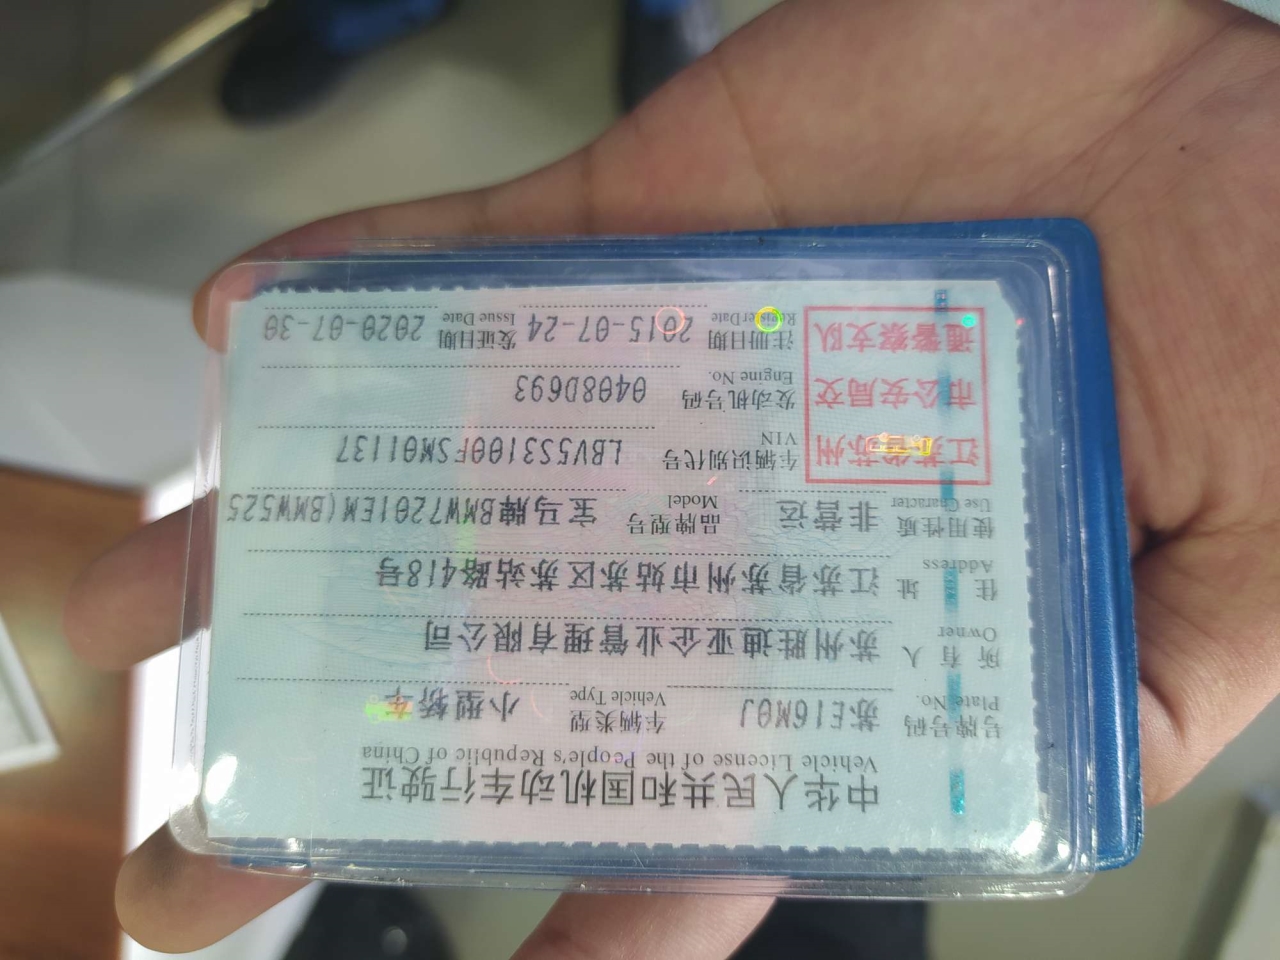 中华人民共和国机动车行驶证
Vehicle License of the People's Republic of China
号牌号码 苏E16M0J 车辆类型 小型轿车
Plate No. Vehicle Type
所有人 苏州胜迪亚企业管理有限公司
Owner
住址 江苏省苏州市姑苏区苏站路418号
Address
使用性质 非营运 品牌型号 宝马牌BMW7201EM(BMW525
Use Character Model
江苏省苏州
市公安局交
通警察支队
车辆识别代号 LBV5S3100FSM01137
VIN
发动机号码 0408D693
Engine No.
注册日期 2015-07-24 发证日期 2020-07-30
Register Date Issue Date